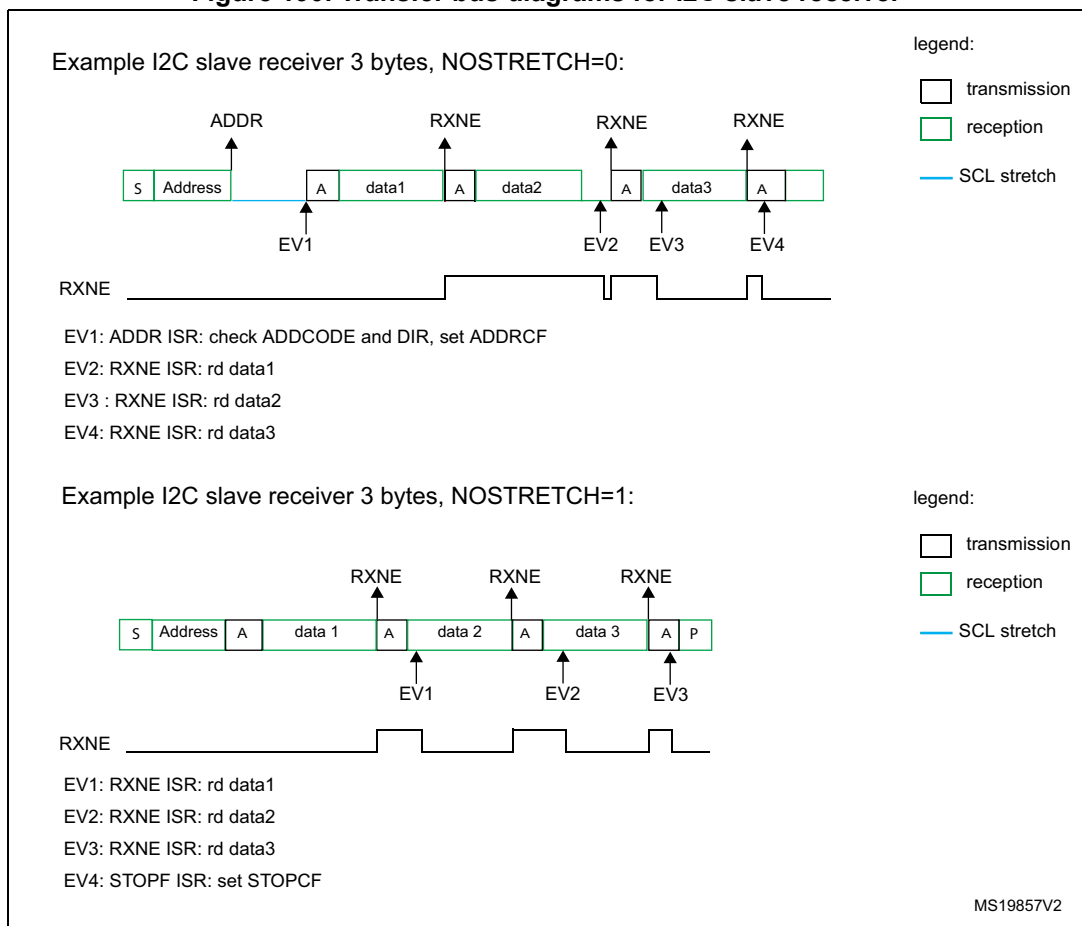 Figure 153. Transfer bus diagrams for I2C slave receiver
Example I2C slave receiver 3 bytes, NOSTRETCH=0:
legend:
transmission
reception
SCL stretch
ADDR RXNE RXNE RXNE
S Address A data1 A data2 A data3 A
EV1 EV2 EV3 EV4
RXNE
EV1: ADDR ISR: check ADDCODE and DIR, set ADDRCF
EV2: RXNE ISR: rd data1
EV3 : RXNE ISR: rd data2
EV4: RXNE ISR: rd data3
Example I2C slave receiver 3 bytes, NOSTRETCH=1:
legend:
transmission
reception
SCL stretch
RXNE RXNE RXNE
S Address A data 1 A data 2 A data 3 A P
EV1 EV2 EV3
RXNE
EV1: RXNE ISR: rd data1
EV2: RXNE ISR: rd data2
EV3: RXNE ISR: rd data3
EV4: STOPF ISR: set STOPCF
MS19857V2